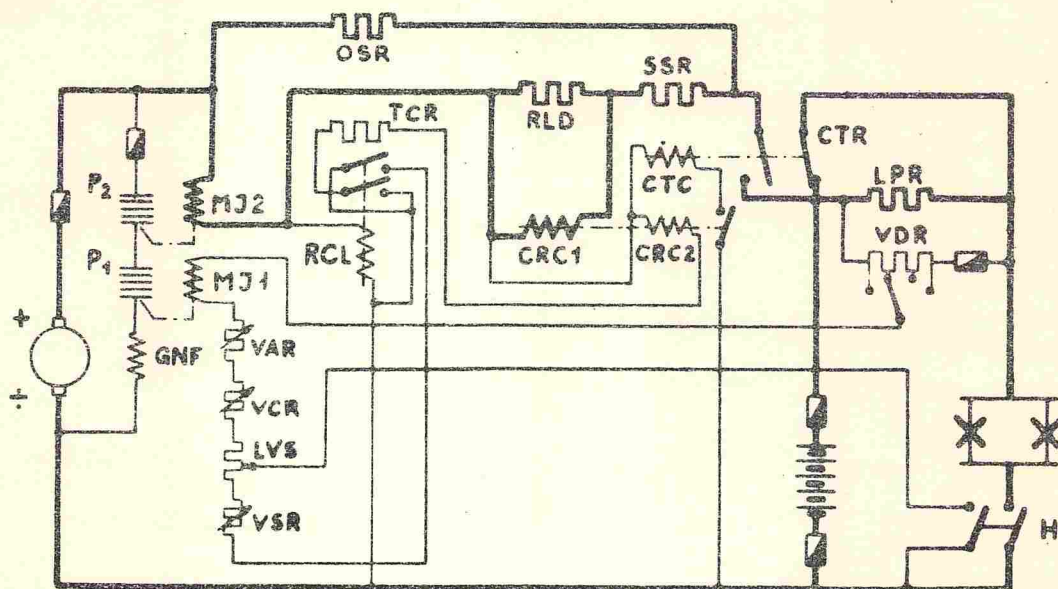 OSR
SSR
TCR
RLD
CTR
P2
CTC
LPR
MJ2
VDR
RCL
CRC1
CRC2
P1
MJ1
+
GNF
VAR
÷
VCR
LVS
VSR
H